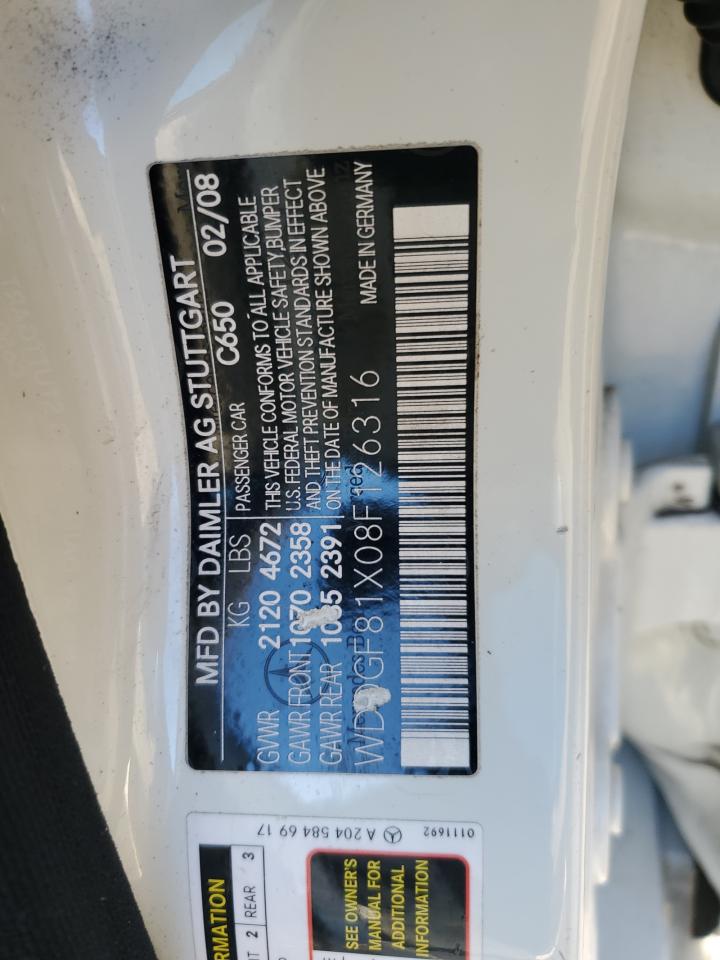 MFD BY DAIMLER AG STUTTGART
KG LBS PASSENGER CAR C650 02/08
GVWR 2120 4672 THIS VEHICLE CONFORMS TO ALL APPLICABLE
U.S. FEDERAL MOTOR VEHICLE SAFETY,BUMPER
GAWR FRONT 1070 2358 AND THEFT PREVENTION STANDARDS IN EFFECT
GAWR REAR 1085 2391 ON THE DATE OF MANUFACTURE SHOWN ABOVE
WDDGF81X08F126316 MADE IN GERMANY
A 204 584 69 17
0111692
RMATION
2 REAR 3
SEE OWNER'S
MANUAL FOR
ADDITIONAL
INFORMATION